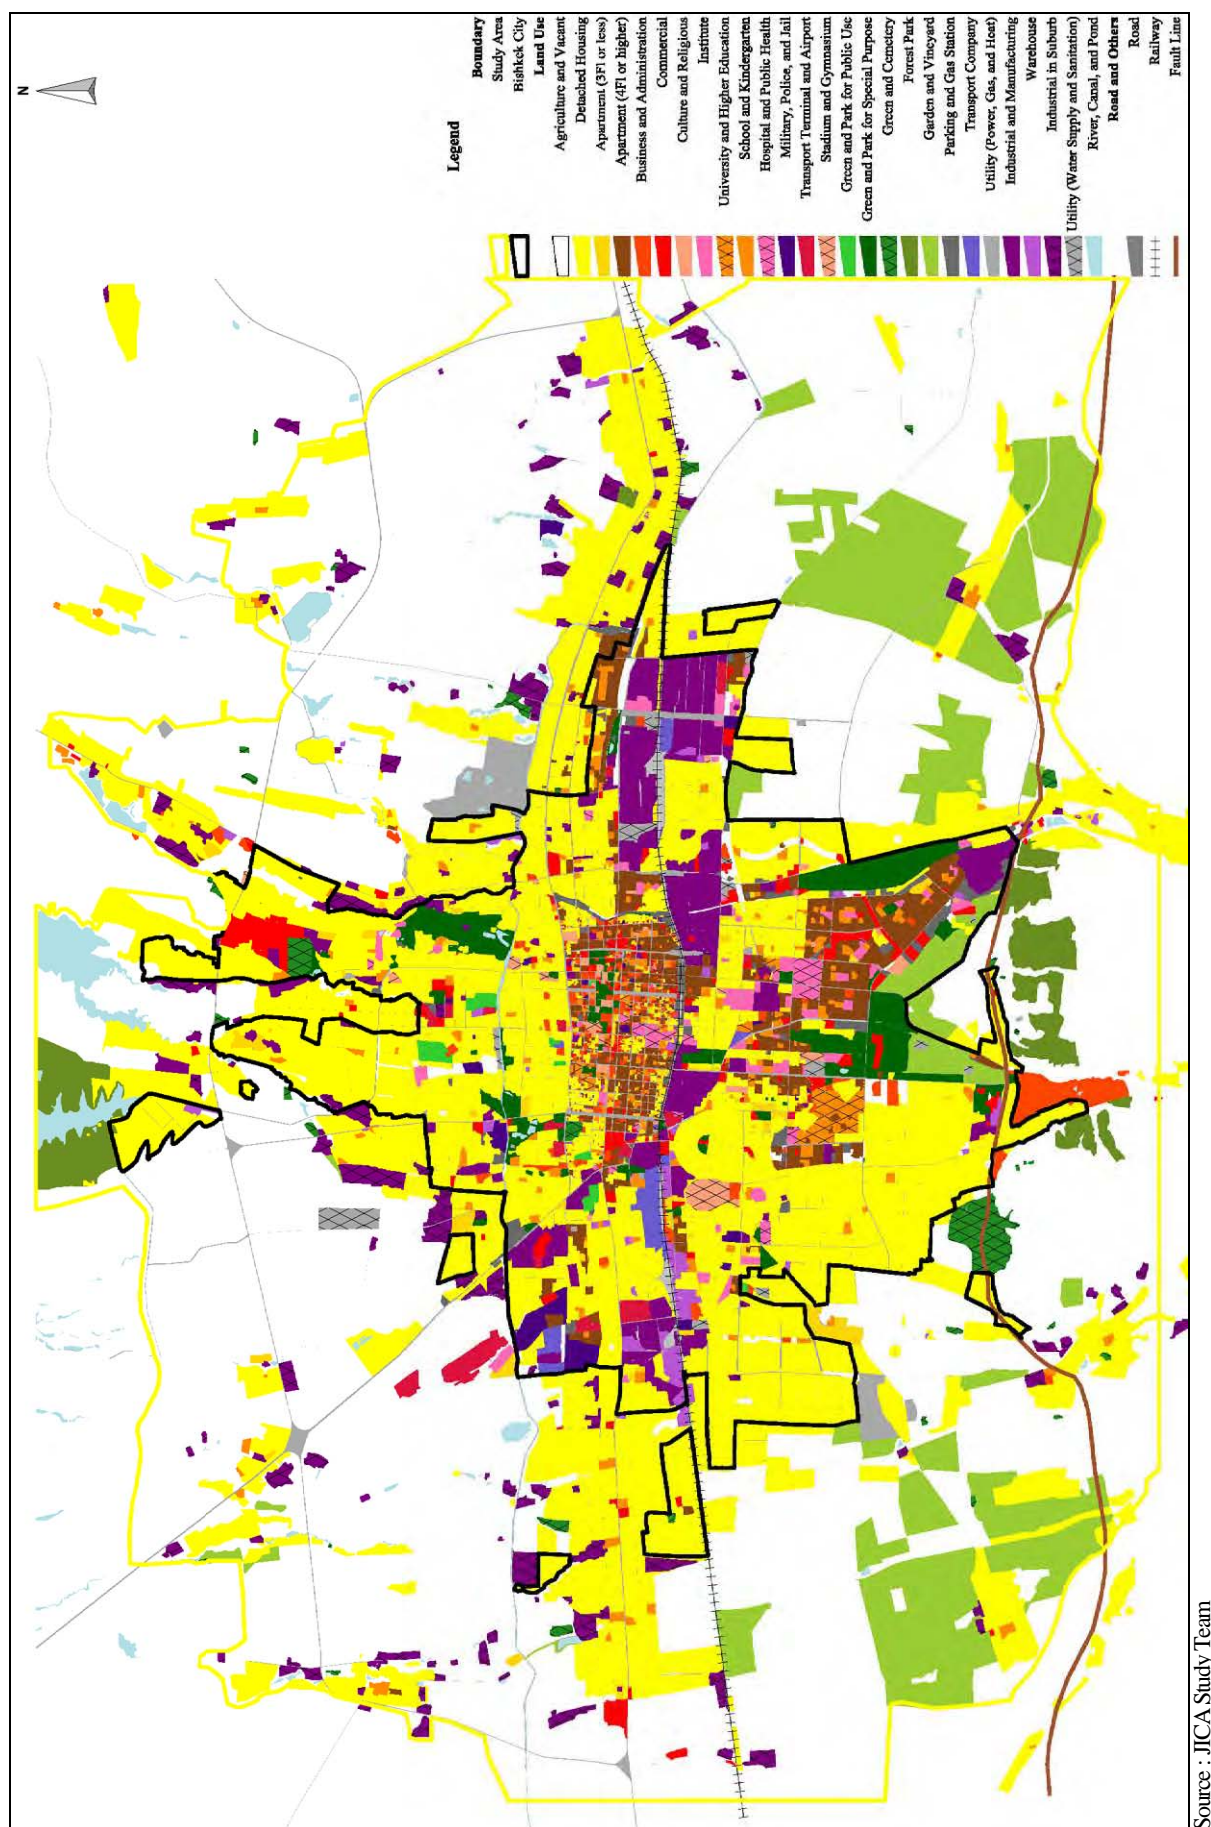 N
Legend
Boundary
Study Area
Bishkek City
Land Use
Agriculture and Vacant
Detached Housing
Apartment (3Fl or less)
Apartment (4Fl or higher)
Business and Administration
Commercial
Culture and Religious
Institute
University and Higher Education
School and Kindergarten
Hospital and Public Health
Military, Police, and Jail
Transport Terminal and Airport
Stadium and Gymnasium
Green and Park for Public Use
Green and Park for Special Purpose
Green and Cemetery
Forest Park
Garden and Vineyard
Parking and Gas Station
Transport Company
Utility (Power, Gas, and Heat)
Industrial and Manufacturing
Warehouse
Industrial in Suburb
Utility (Water Supply and Sanitation)
River, Canal, and Pond
Road and Others
Road
Railway
Fault Line
Source : JICA Study Team